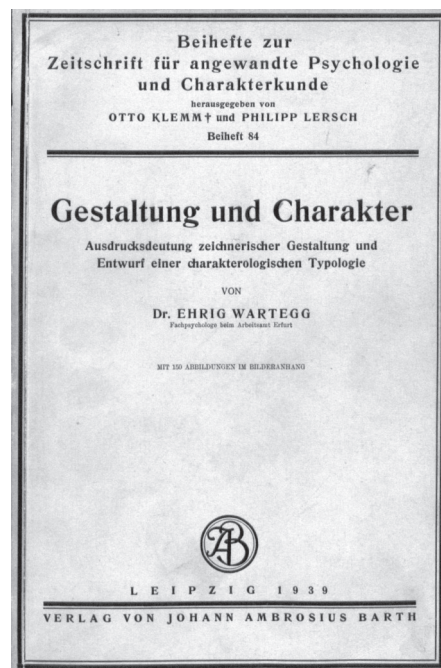 Beihefte zur
Zeitschrift für angewandte Psychologie
und Charakterkunde
herausgegeben von
OTTO KLEMM† und PHILIPP LERSCH
Beiheft 84
Gestaltung und Charakter
Ausdrucksdeutung zeichnerischer Gestaltung und
Entwurf einer charakterologischen Typologie
VON
Dr. EHRIG WARTEGG
Fachpsychologe beim Arbeitsamt Erfurt
MIT 150 ABBILDUNGEN IM BILDERANHANG
JAB
LEIPZIG 1939
VERLAG VON JOHANN AMBROSIUS BARTH